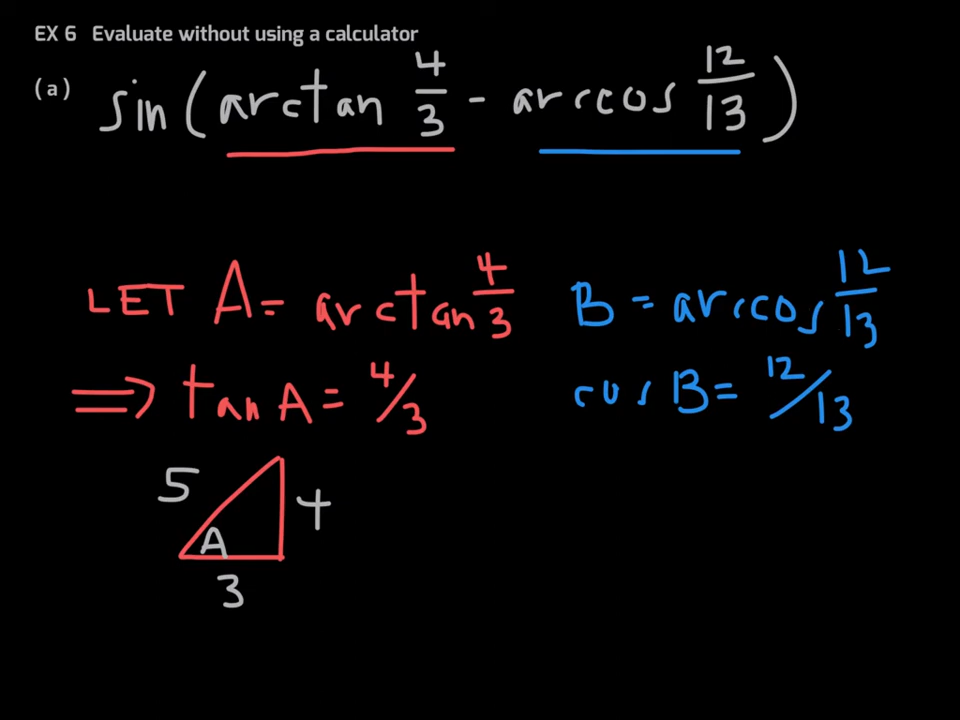 EX 6 Evaluate without using a calculator
(a) sin(arctan 4/3 - arccos 12/13)
LET A = arctan 4/3
⟹ tan A = 4/3
5
4
A
3
B = arccos 12/13
cos B = 12/13